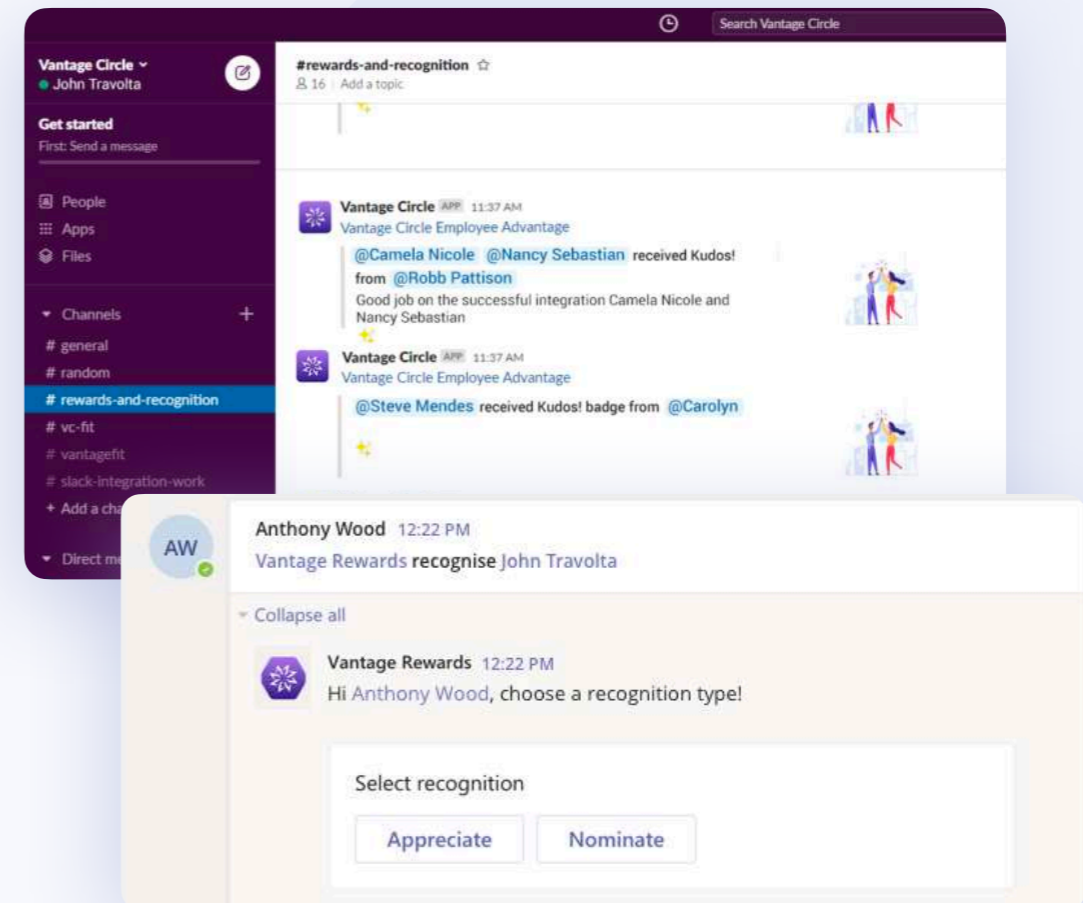 Search Vantage Circle
Vantage Circle
John Travolta
Get started
First: Send a message
People
Apps
Files
Channels +
# general
# random
# rewards-and-recognition
# vc-fit
# vantagefit
# slack-integration-work
+ Add a cha
Direct me
#rewards-and-recognition
16 | Add a topic
Vantage Circle APP 11:37 AM
Vantage Circle Employee Advantage
@Camela Nicole @Nancy Sebastian received Kudos!
from @Robb Pattison
Good job on the successful integration Camela Nicole and
Nancy Sebastian
Vantage Circle APP 11:37 AM
Vantage Circle Employee Advantage
@Steve Mendes received Kudos! badge from @Carolyn
AW
Anthony Wood 12:22 PM
Vantage Rewards recognise John Travolta
Collapse all
Vantage Rewards 12:22 PM
Hi Anthony Wood, choose a recognition type!
Select recognition
Appreciate Nominate